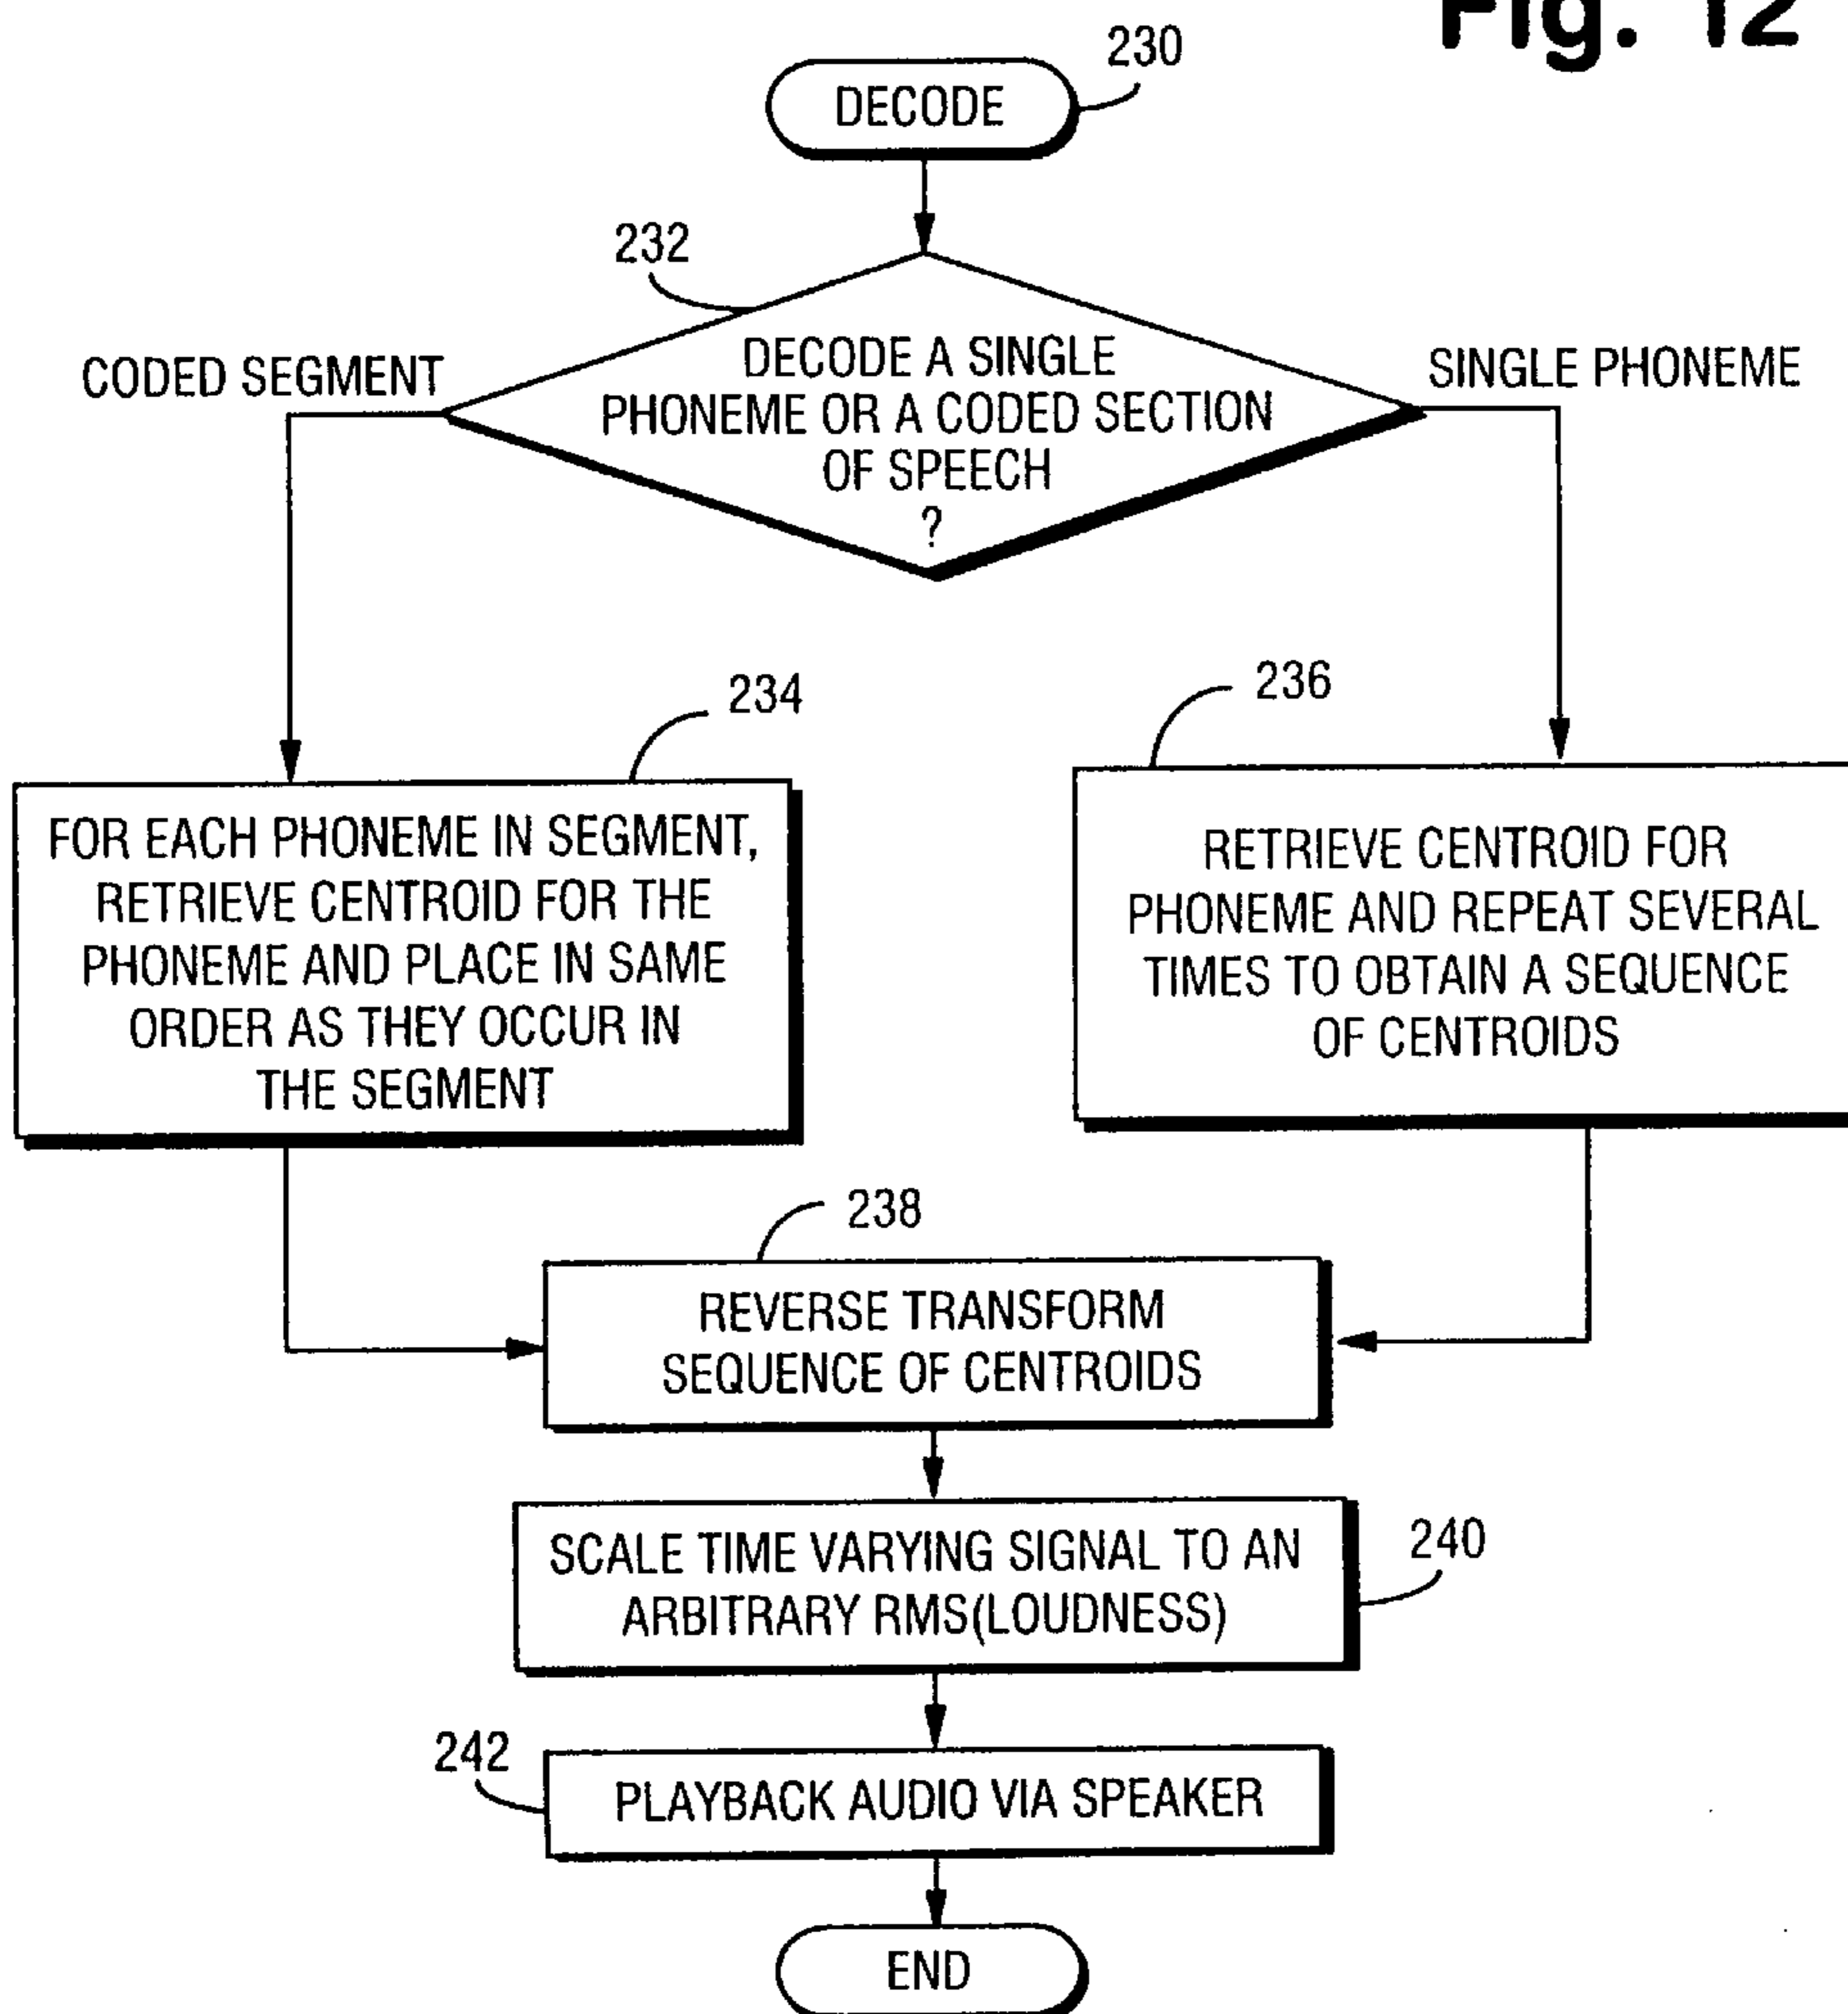 Fig. 12
230
DECODE
232
CODED SEGMENT
DECODE A SINGLE
PHONEME OR A CODED SECTION
OF SPEECH
?
SINGLE PHONEME
234
FOR EACH PHONEME IN SEGMENT,
RETRIEVE CENTROID FOR THE
PHONEME AND PLACE IN SAME
ORDER AS THEY OCCUR IN
THE SEGMENT
236
RETRIEVE CENTROID FOR
PHONEME AND REPEAT SEVERAL
TIMES TO OBTAIN A SEQUENCE
OF CENTROIDS
238
REVERSE TRANSFORM
SEQUENCE OF CENTROIDS
SCALE TIME VARYING SIGNAL TO AN
ARBITRARY RMS(LOUDNESS)
240
242
PLAYBACK AUDIO VIA SPEAKER
END